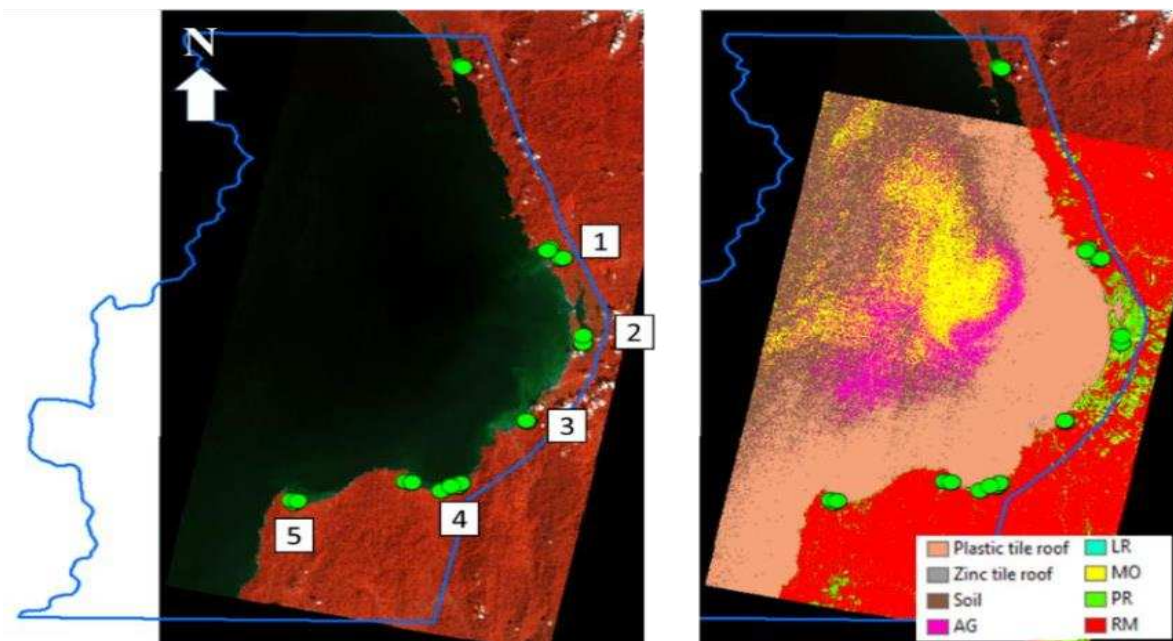 N
1
2
3
4
5
Plastic tile roof
Zinc tile roof
Soil
AG
LR
MO
PR
RM